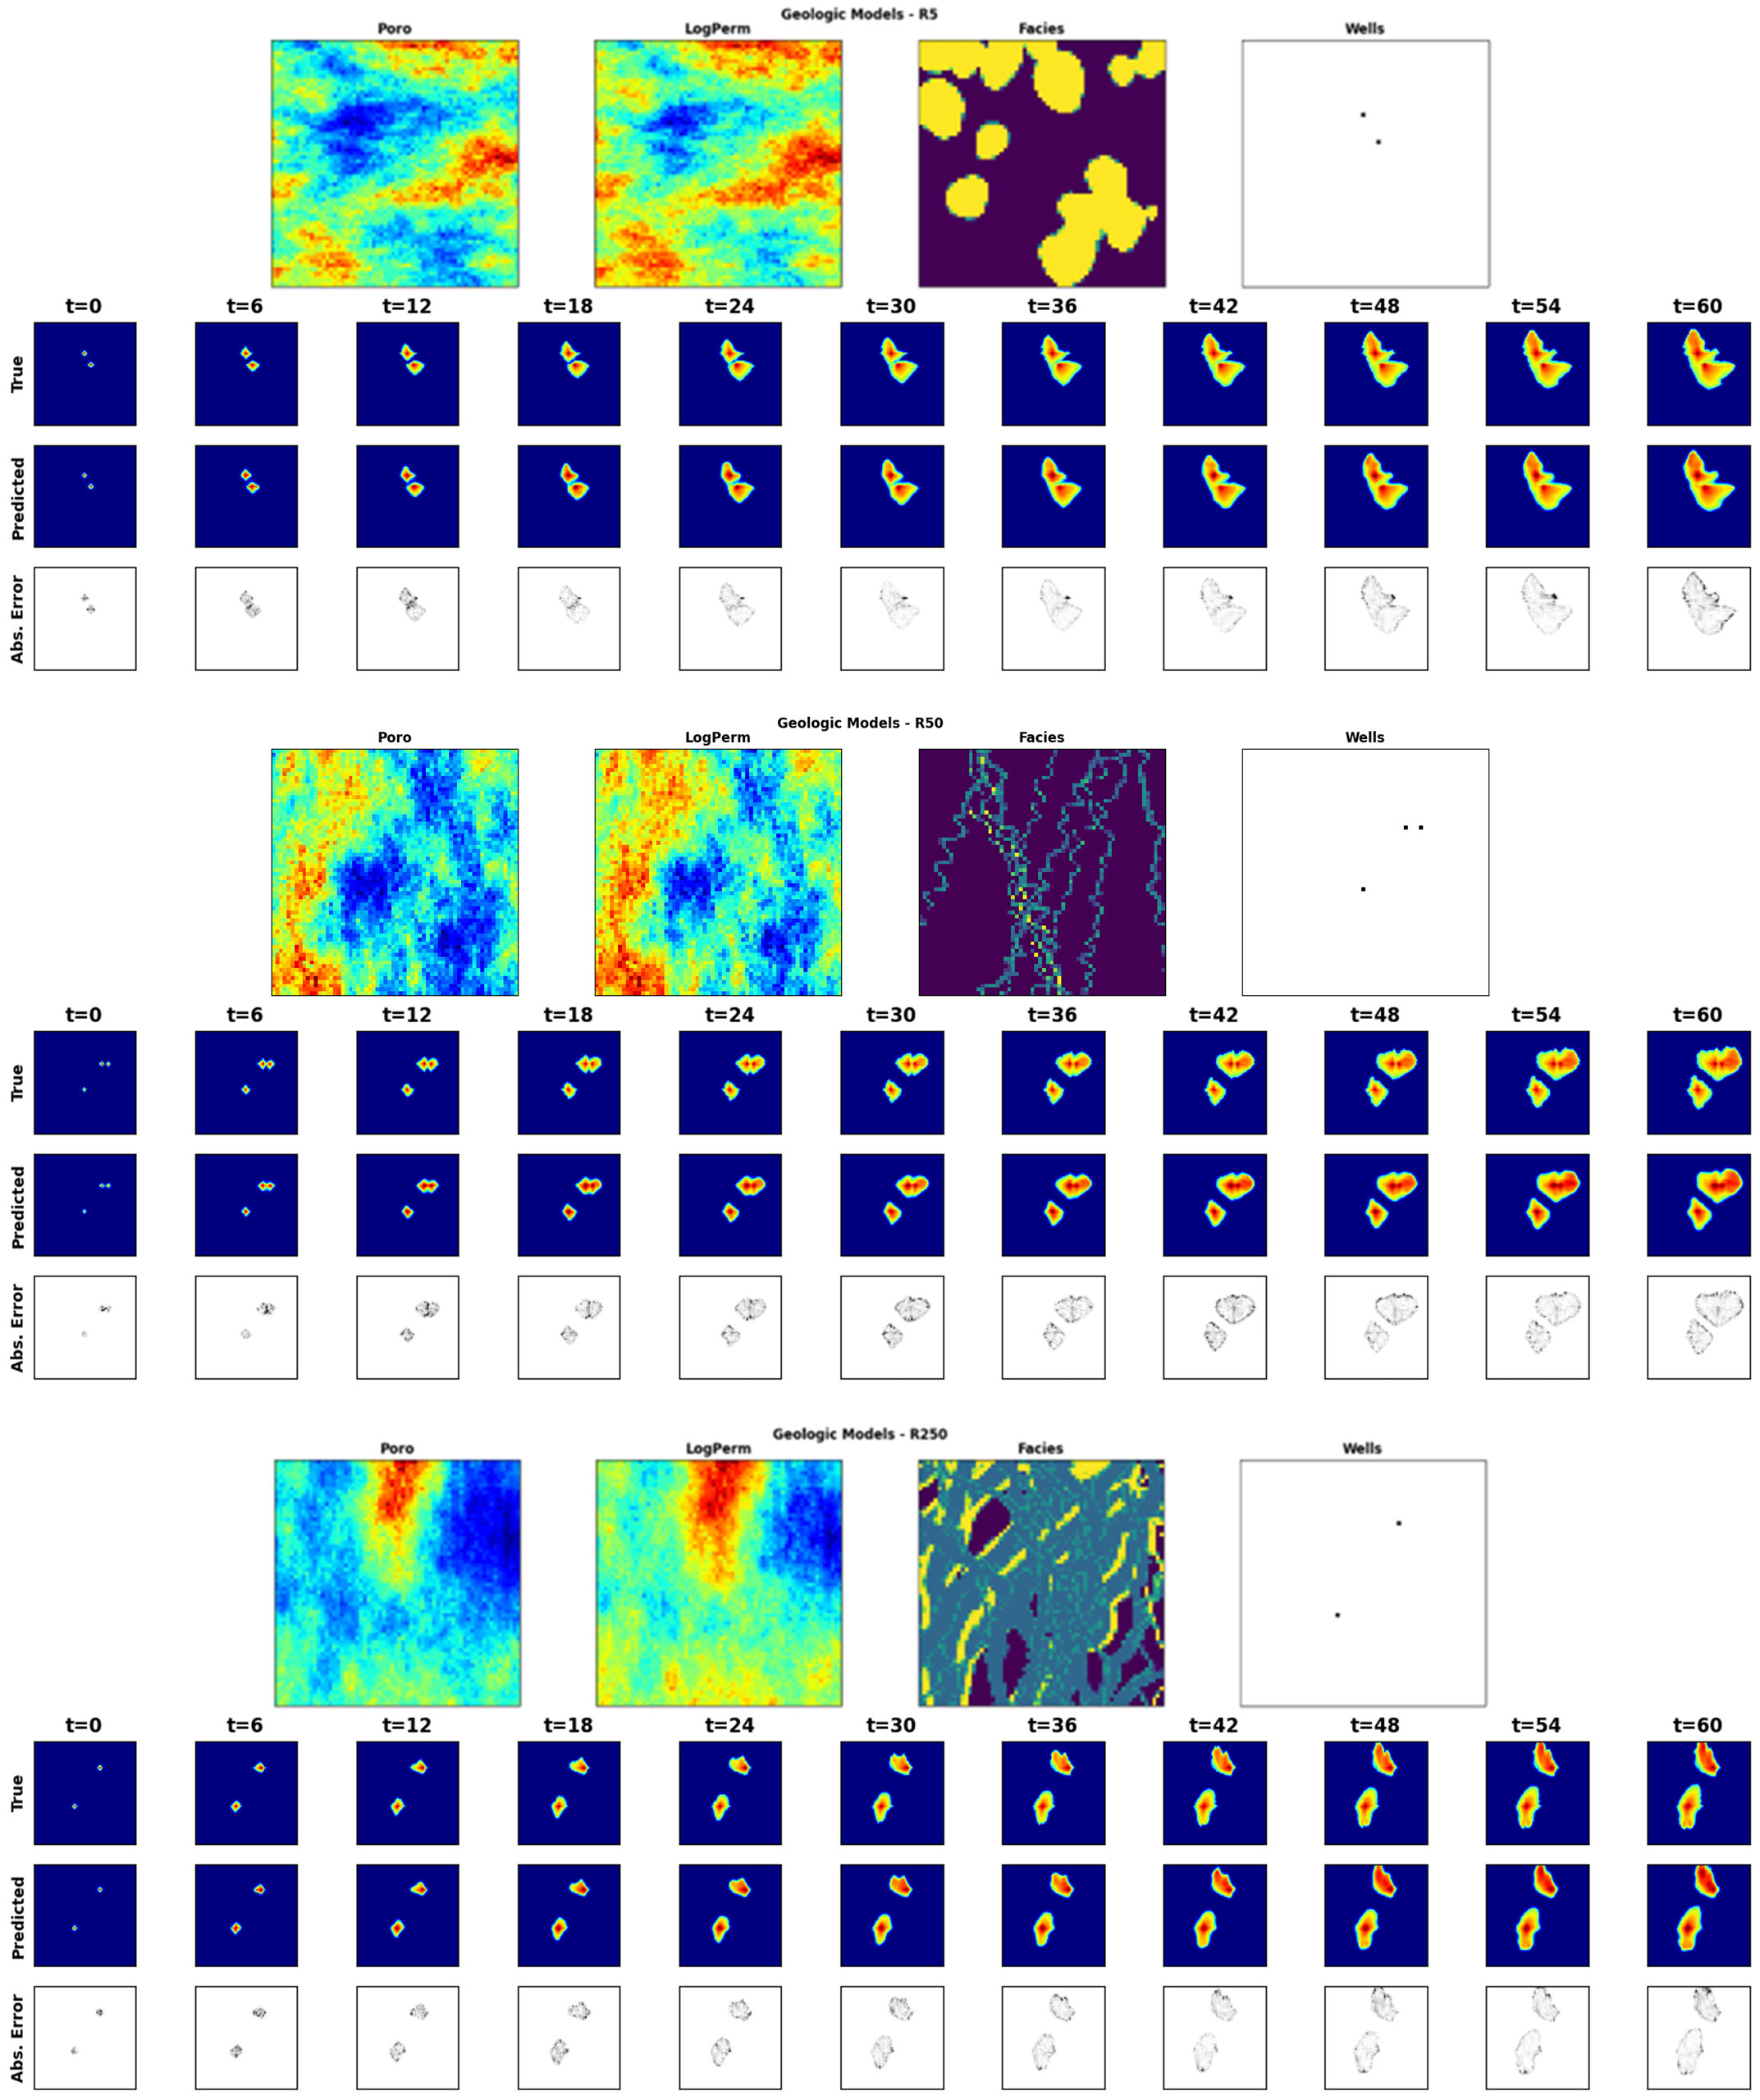 Geologic Models - R5
Poro LogPerm Facies Wells
t=0 t=6 t=12 t=18 t=24 t=30 t=36 t=42 t=48 t=54 t=60
True
Predicted
Abs. Error
Geologic Models - R50
Poro LogPerm Facies Wells
t=0 t=6 t=12 t=18 t=24 t=30 t=36 t=42 t=48 t=54 t=60
True
Predicted
Abs. Error
Geologic Models - R250
Poro LogPerm Facies Wells
t=0 t=6 t=12 t=18 t=24 t=30 t=36 t=42 t=48 t=54 t=60
True
Predicted
Abs. Error